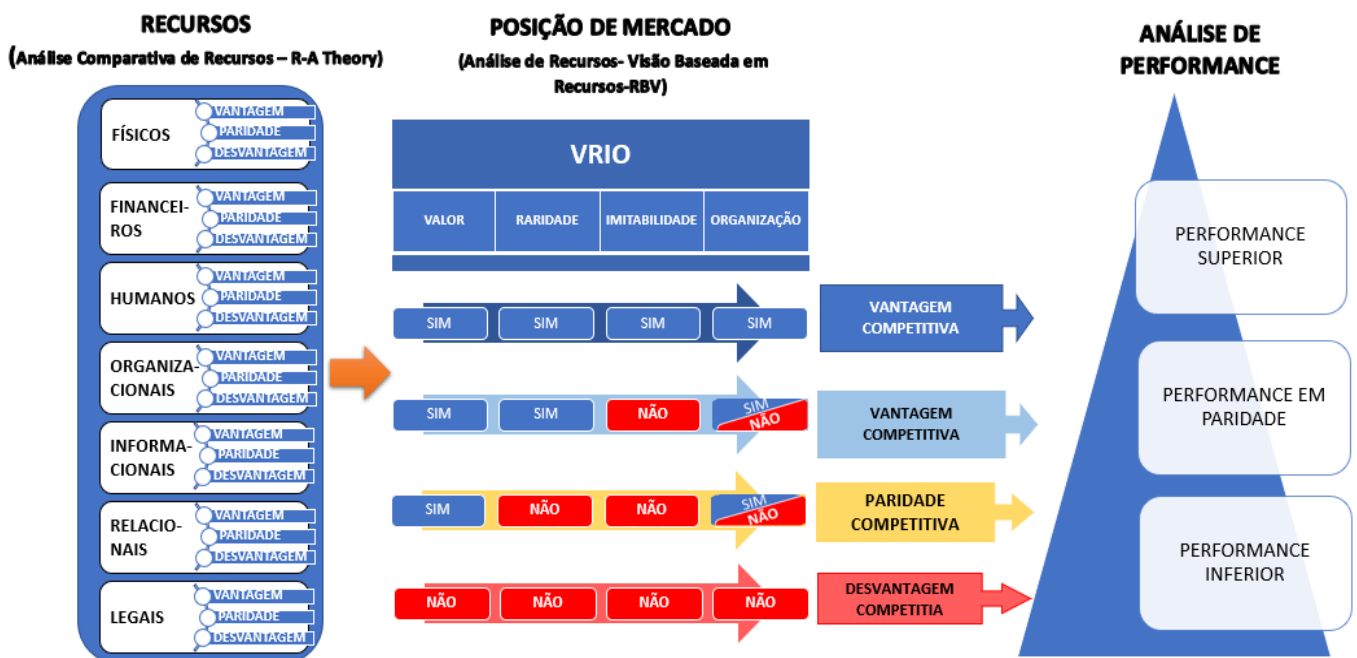 RECURSOS
(Análise Comparativa de Recursos – R-A Theory)
FÍSICOS
VANTAGEM
PARIDADE
DESVANTAGEM
FINANCEI-
ROS
VANTAGEM
PARIDADE
DESVANTAGEM
HUMANOS
VANTAGEM
PARIDADE
DESVANTAGEM
ORGANIZA-
CIONAIS
VANTAGEM
PARIDADE
DESVANTAGEM
INFORMA-
CIONAIS
VANTAGEM
PARIDADE
DESVANTAGEM
RELACIO-
NAIS
VANTAGEM
PARIDADE
DESVANTAGEM
LEGAIS
VANTAGEM
PARIDADE
DESVANTAGEM
POSIÇÃO DE MERCADO
(Análise de Recursos- Visão Baseada em
Recursos-RBV)
VRIO
VALOR RARIDADE IMITABILIDADE ORGANIZAÇÃO
SIM SIM SIM SIM
VANTAGEM
COMPETITIVA
SIM SIM NÃO SIM NÃO
VANTAGEM
COMPETITIVA
SIM NÃO NÃO SIM NÃO
PARIDADE
COMPETITIVA
NÃO NÃO NÃO NÃO
DESVANTAGEM
COMPETITIA
ANÁLISE DE
PERFORMANCE
PERFORMANCE
SUPERIOR
PERFORMANCE EM
PARIDADE
PERFORMANCE
INFERIOR